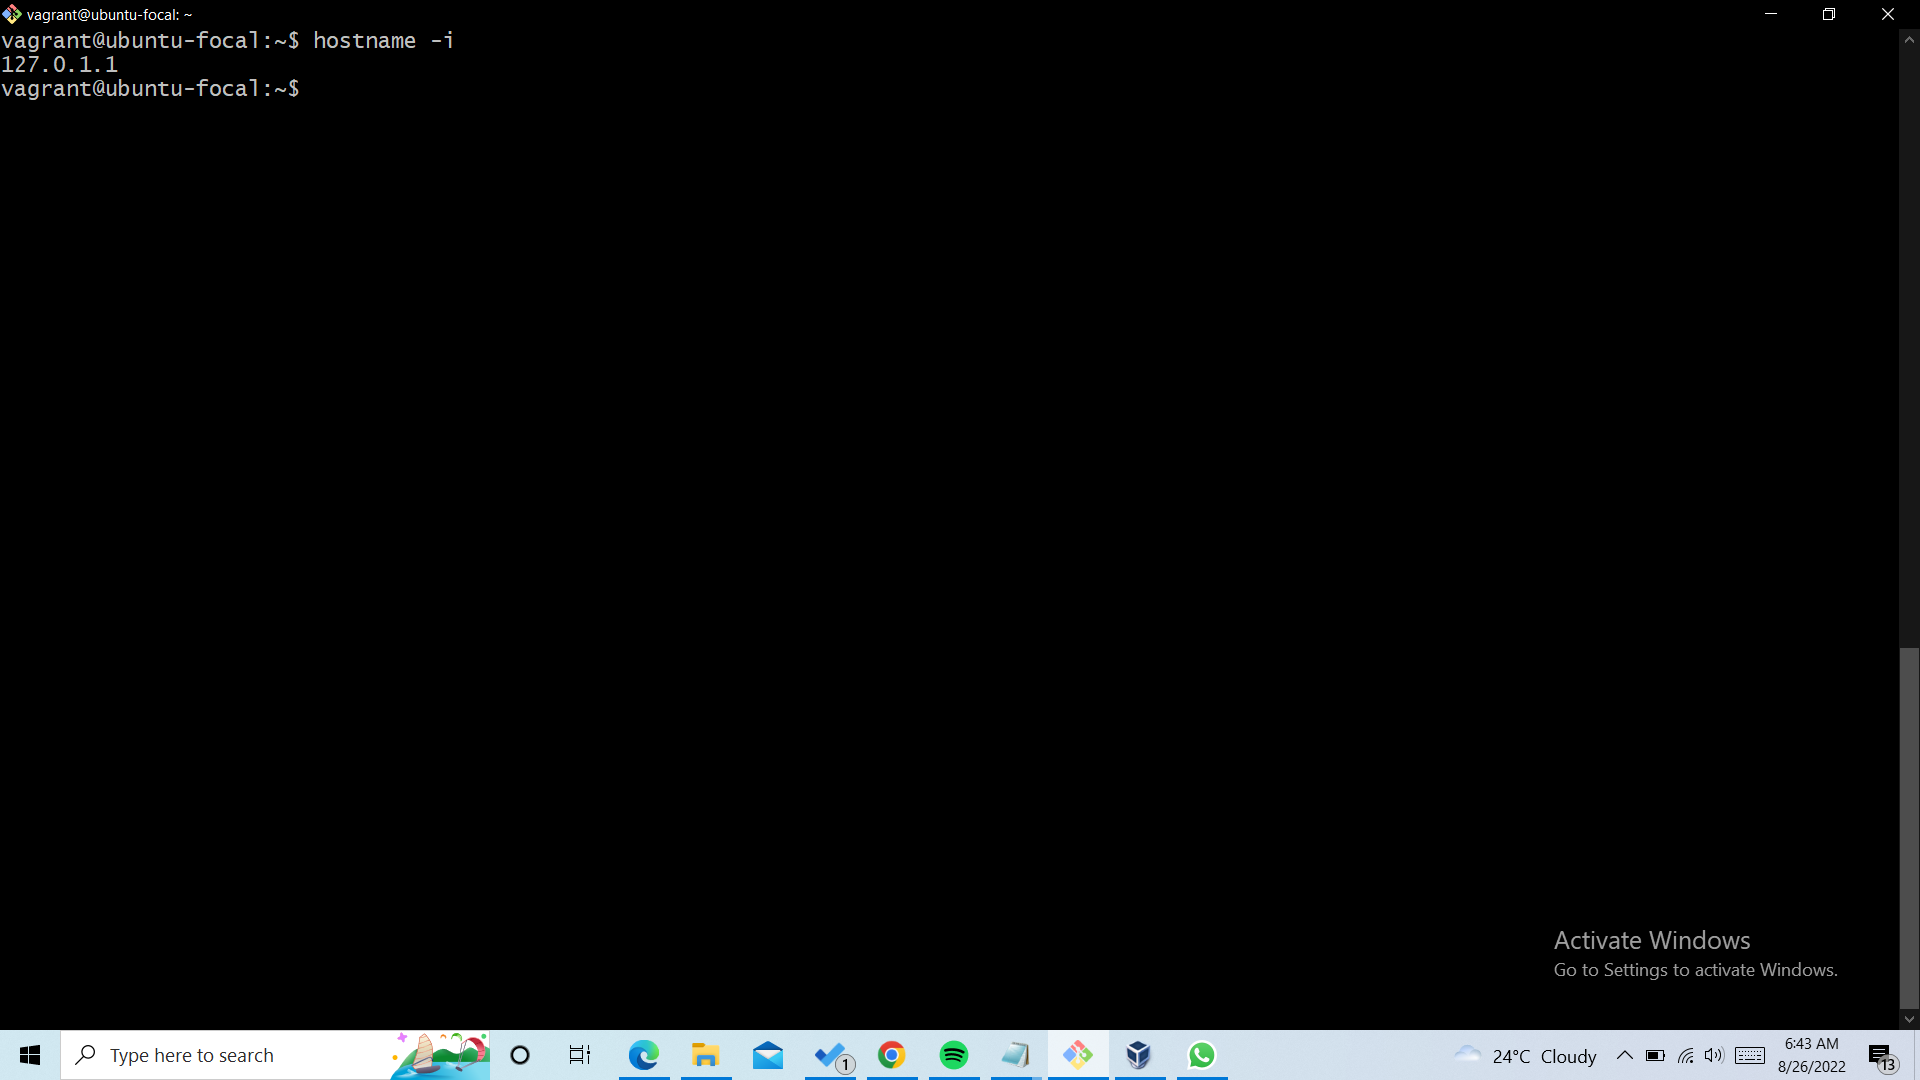 vagrant@ubuntu-focal: ~
vagrant@ubuntu-focal:~$ hostname -i
127.0.1.1
vagrant@ubuntu-focal:~$
Activate Windows
Go to Settings to activate Windows.
Type here to search
1
24°C Cloudy
6:43 AM
8/26/2022
13